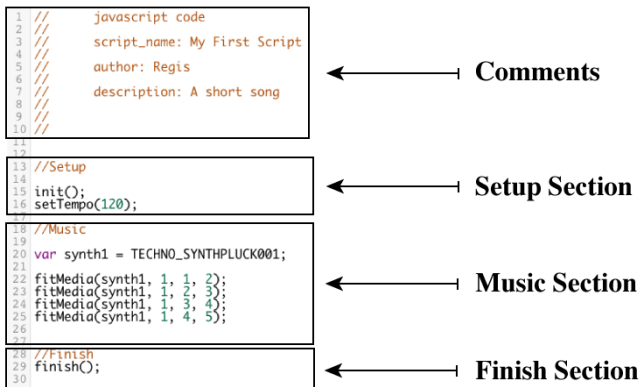 1 // javascript code
2 //
3 // script_name: My First Script
4 //
5 // author: Regis
6 //
7 // description: A short song
8 //
9 //
10 //
Comments
11
12
13 //Setup
14
15 init();
16 setTempo(120);
Setup Section
17
18 //Music
19
20 var synth1 = TECHNO_SYNTHPLUCK001;
21
22 fitMedia(synth1, 1, 1, 2);
23 fitMedia(synth1, 1, 2, 3);
24 fitMedia(synth1, 1, 3, 4);
25 fitMedia(synth1, 1, 4, 5);
26
27
Music Section
28 //Finish
29 finish();
30
Finish Section